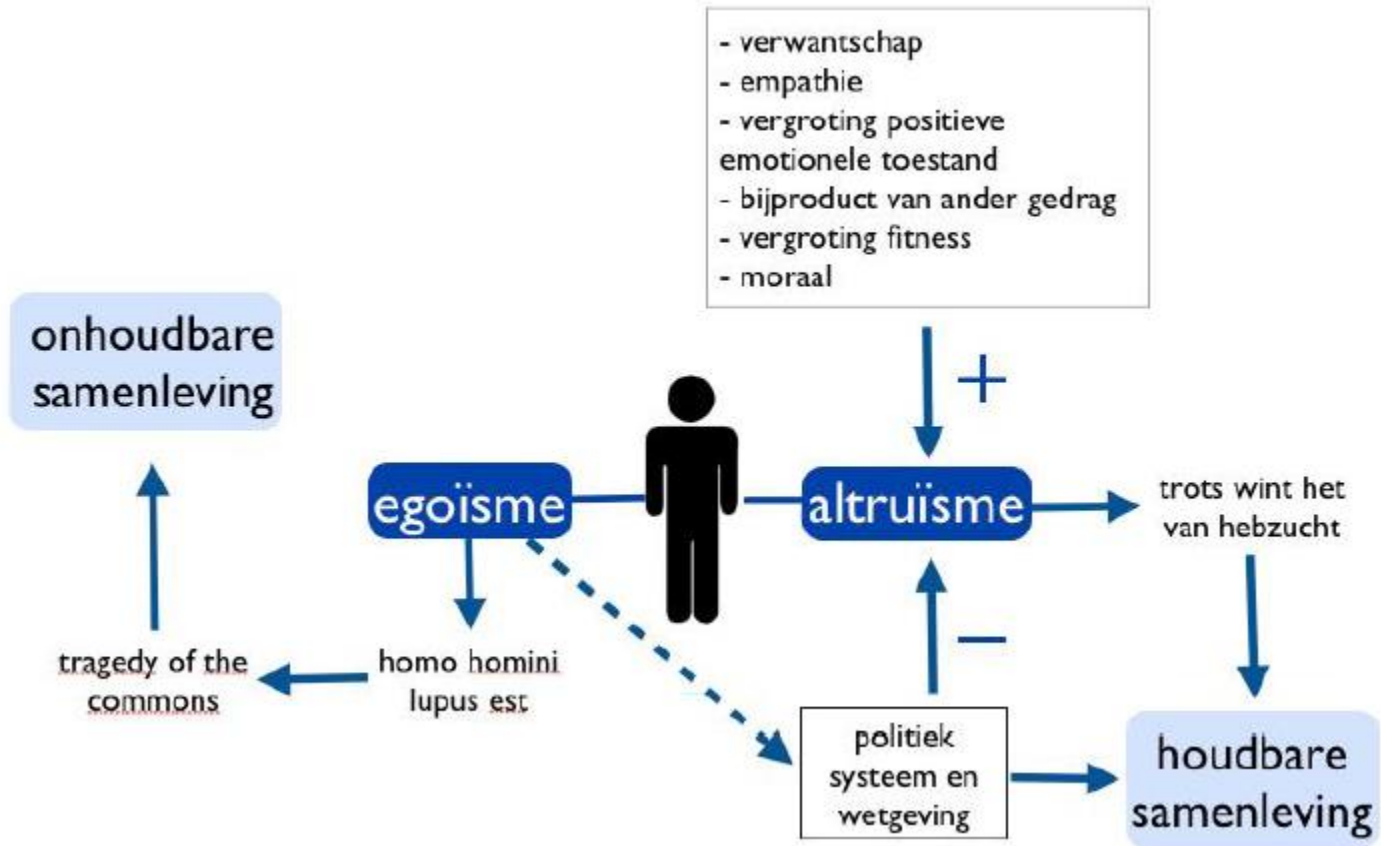 - verwantschap
- empathie
- vergroting positieve
emotionele toestand
- bijproduct van ander gedrag
- vergroting fitness
- moraal
+
onhoudbare
samenleving
egoïsme
altruïsme
trots wint het
van hebzucht
tragedy of the
commons
homo homini
lupus est
−
politiek
systeem en
wetgeving
houdbare
samenleving